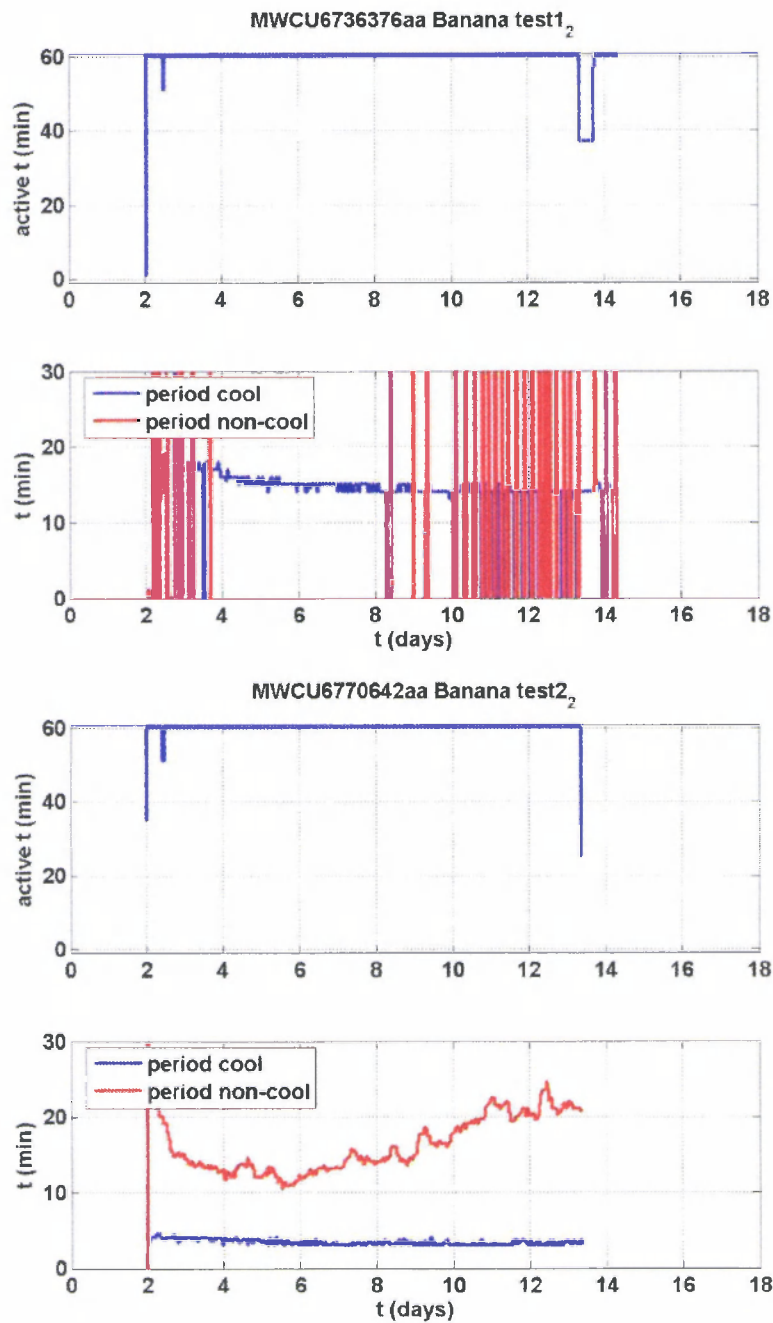 MWCU6736376aa Banana test1₂
60
40
20
0
active t (min)
0 2 4 6 8 10 12 14 16 18
30
20
10
0
t (min)
period cool
period non-cool
0 2 4 6 8 10 12 14 16 18
t (days)
MWCU6770642aa Banana test2₂
60
40
20
0
active t (min)
0 2 4 6 8 10 12 14 16 18
30
20
10
0
t (min)
period cool
period non-cool
0 2 4 6 8 10 12 14 16 18
t (days)